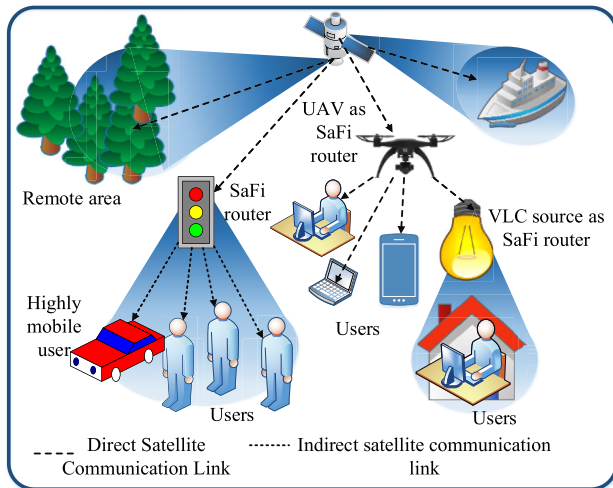 UAV as
SaFi
router
Remote area
SaFi
router
VLC source as
SaFi router
Highly
mobile
user
Users
Users
Users
Direct Satellite
Communication Link
Indirect satellite communication
link